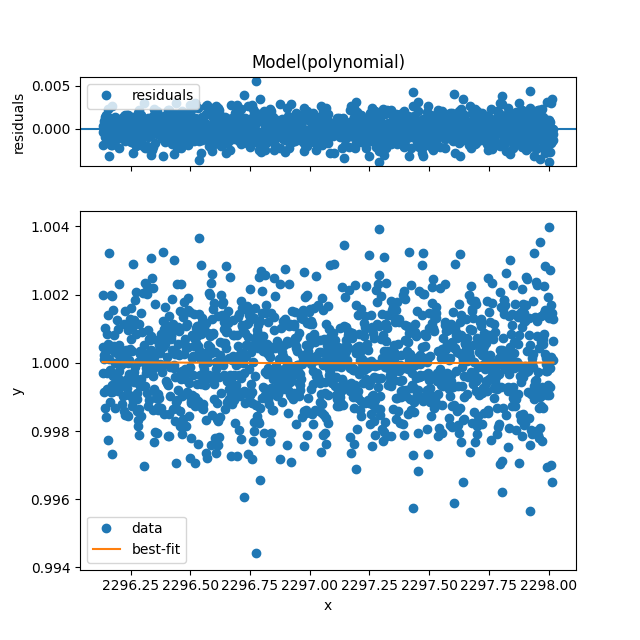 Model(polynomial)
residuals
0.005
0.000
residuals
1.004
1.002
1.000
0.998
0.996
0.994
y
data
best-fit
2296.25 2296.50 2296.75 2297.00 2297.25 2297.50 2297.75 2298.00
x